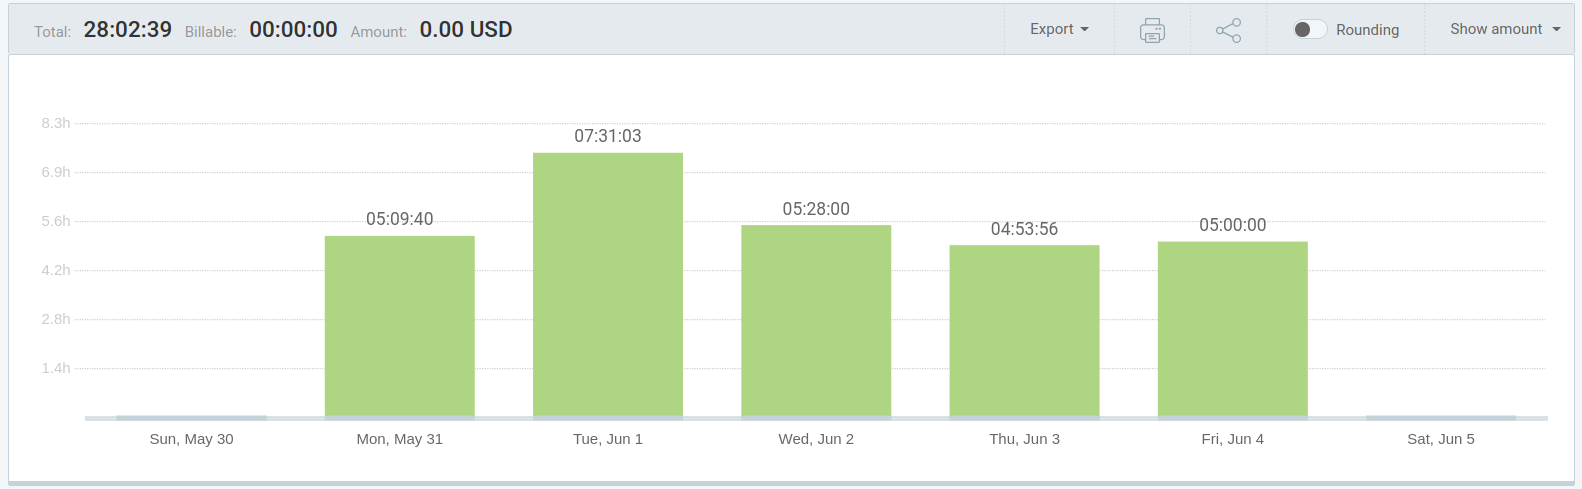 Total: 28:02:39 Billable: 00:00:00 Amount: 0.00 USD Export Rounding Show amount
8.3h
07:31:03
6.9h
05:09:40 05:28:00 04:53:56 05:00:00
5.6h
4.2h
2.8h
1.4h
Sun, May 30 Mon, May 31 Tue, Jun 1 Wed, Jun 2 Thu, Jun 3 Fri, Jun 4 Sat, Jun 5